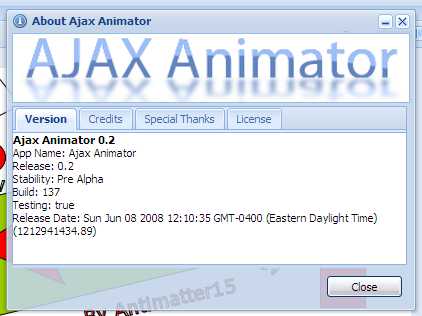 About Ajax Animator
AJAX Animator
Version Credits Special Thanks License
Ajax Animator 0.2
App Name: Ajax Animator
Release: 0.2
Stability: Pre Alpha
Build: 137
Testing: true
Release Date: Sun Jun 08 2008 12:10:35 GMT-0400 (Eastern Daylight Time)
(1212941434.89)
Close
By Antimatter15